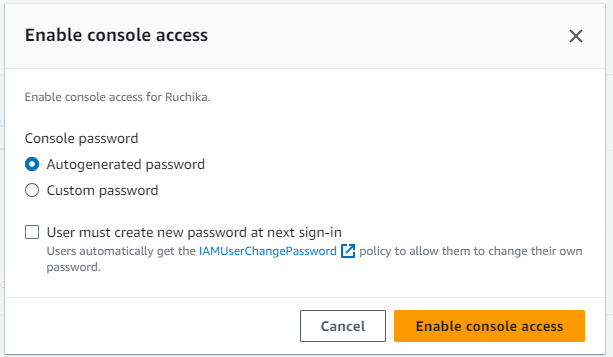 Enable console access
Enable console access for Ruchika.
Console password
Autogenerated password
Custom password
User must create new password at next sign-in
Users automatically get the IAMUserChangePassword policy to allow them to change their own
password.
Cancel
Enable console access